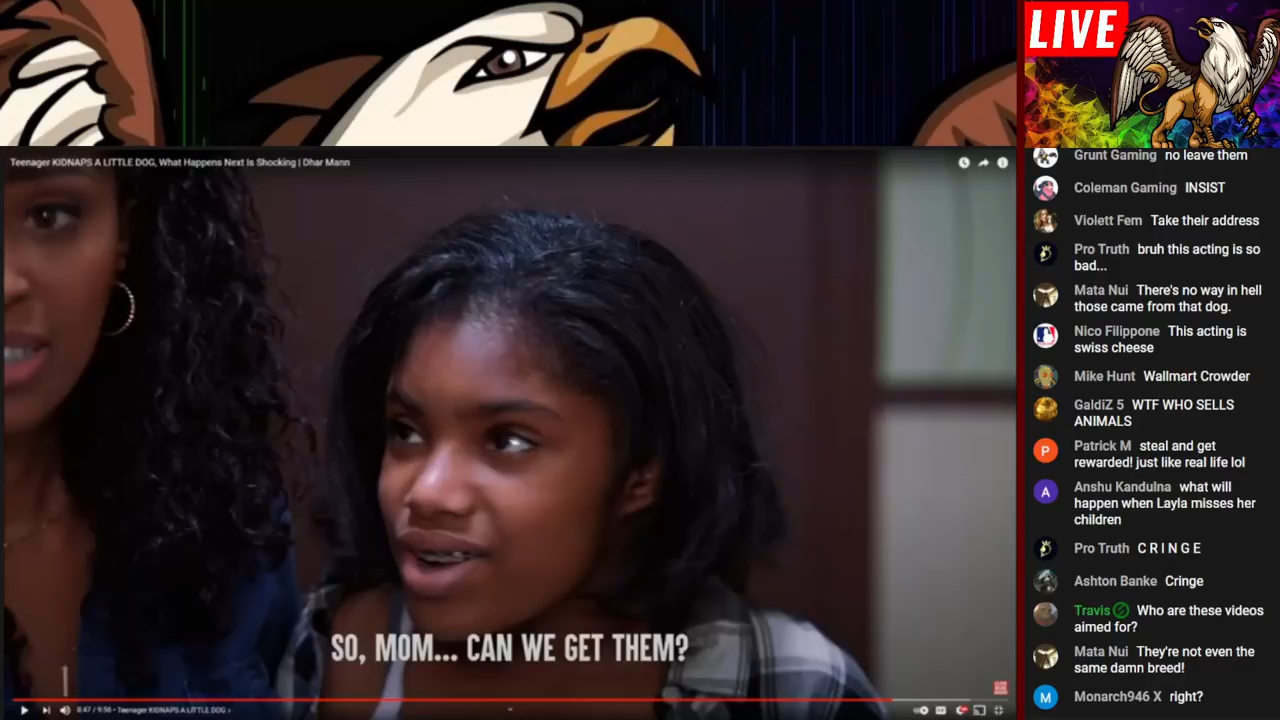 LIVE
Teenager KIDNAPS A LITTLE DOG, What Happens Next Is Shocking | Dhar Mann
SO, MOM... CAN WE GET THEM?
8:47 / 9:36 • Teenager KIDNAPS A LITTLE DOG ›
Grunt Gaming no leave them
Coleman Gaming INSIST
Violett Fem Take their address
Pro Truth bruh this acting is so
bad...
Mata Nui There's no way in hell
those came from that dog.
Nico Filippone This acting is
swiss cheese
Mike Hunt Wallmart Crowder
GaldiZ 5 WTF WHO SELLS
ANIMALS
P
Patrick M steal and get
rewarded! just like real life lol
A
Anshu Kandulna what will
happen when Layla misses her
children
Pro Truth C R I N G E
Ashton Banke Cringe
Travis Who are these videos
aimed for?
Mata Nui They're not even the
same damn breed!
M
Monarch946 X right?